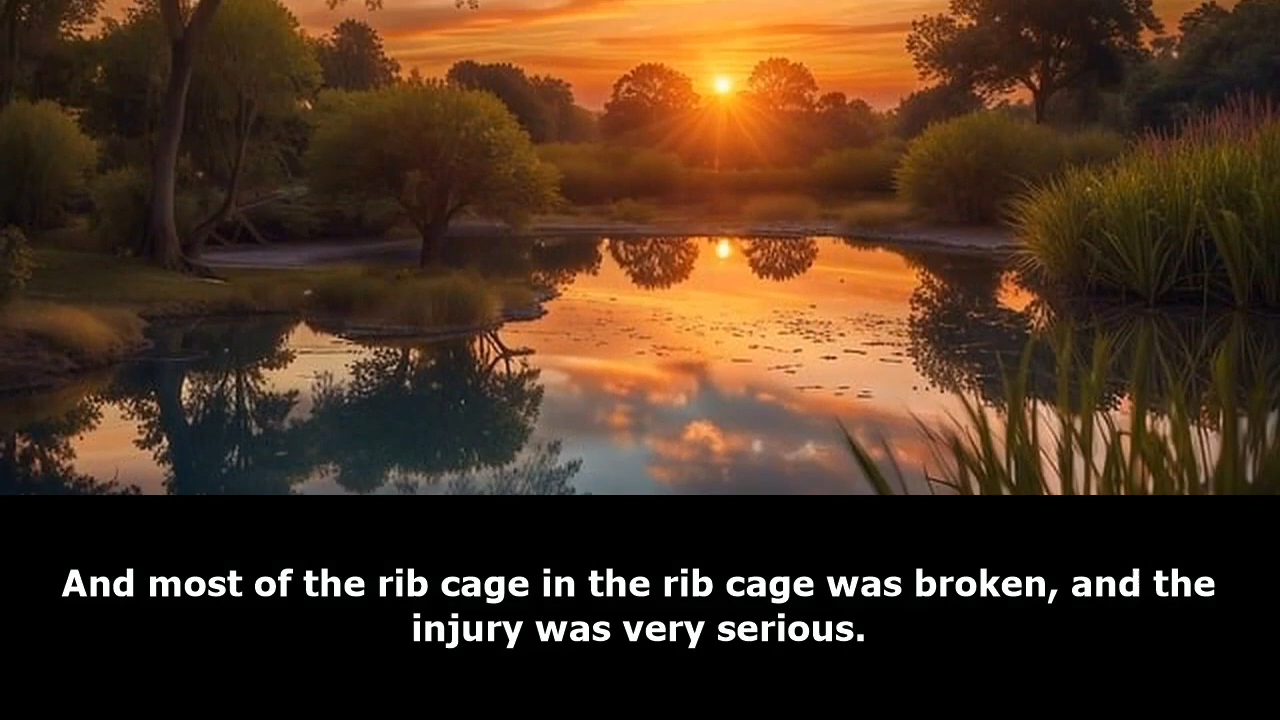 And most of the rib cage in the rib cage was broken, and the
injury was very serious.